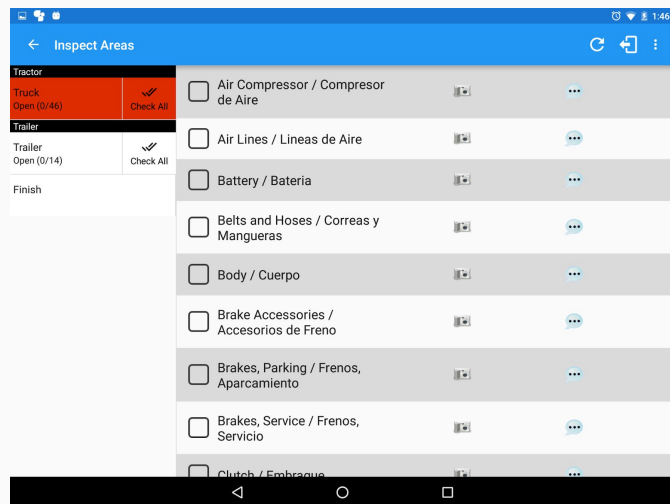 1:46
Inspect Areas
Tractor
Truck
Open (0/46)
Check All
Trailer
Trailer
Open (0/14)
Check All
Finish
Air Compressor / Compresor
de Aire
Air Lines / Lineas de Aire
Battery / Bateria
Belts and Hoses / Correas y
Mangueras
Body / Cuerpo
Brake Accessories /
Accesorios de Freno
Brakes, Parking / Frenos,
Aparcamiento
Brakes, Service / Frenos,
Servicio
Clutch / Embrague